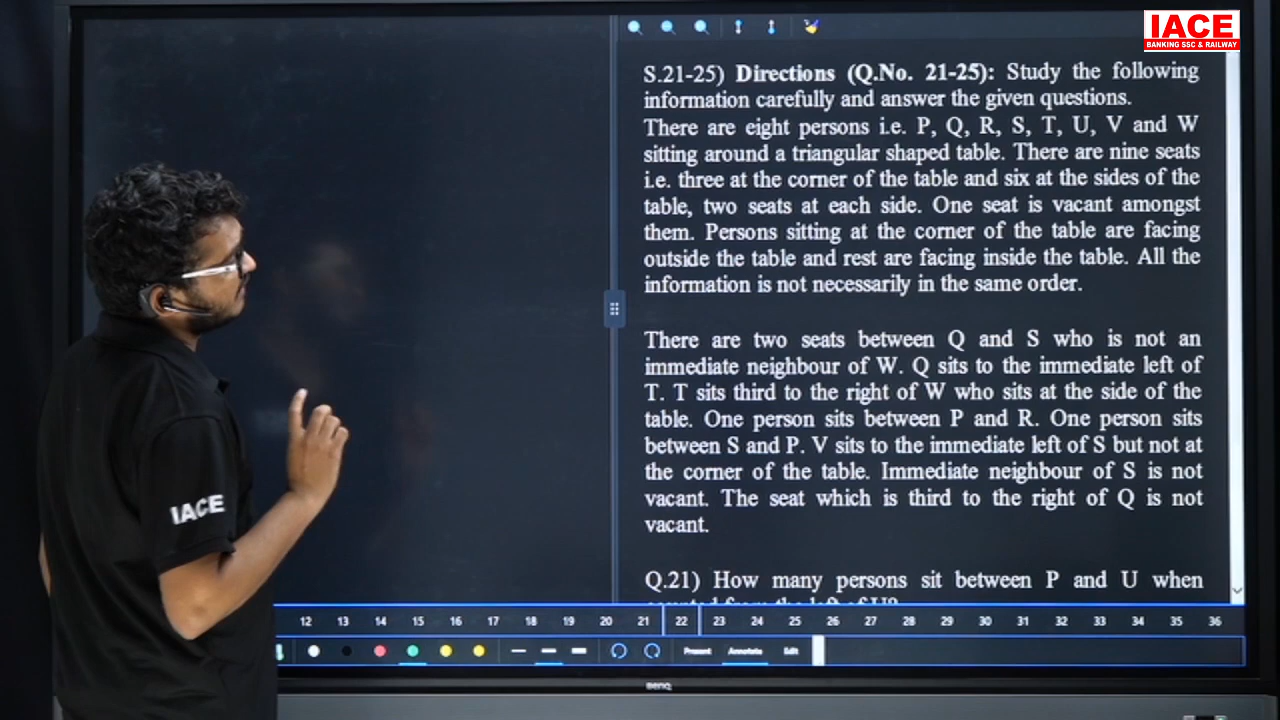 IACE
BANKING SSC & RAILWAY
S.21-25) Directions (Q.No. 21-25): Study the following
information carefully and answer the given questions.
There are eight persons i.e. P, Q, R, S, T, U, V and W
sitting around a triangular shaped table. There are nine seats
i.e. three at the corner of the table and six at the sides of the
table, two seats at each side. One seat is vacant amongst
them. Persons sitting at the corner of the table are facing
outside the table and rest are facing inside the table. All the
information is not necessarily in the same order.
There are two seats between Q and S who is not an
immediate neighbour of W. Q sits to the immediate left of
T. T sits third to the right of W who sits at the side of the
table. One person sits between P and R. One person sits
between S and P. V sits to the immediate left of S but not at
the corner of the table. Immediate neighbour of S is not
vacant. The seat which is third to the right of Q is not
vacant.
Q.21) How many persons sit between P and U when
counted from the left of U?
12 13 14 15 16 17 18 19 20 21 22 23 24 25 26 27 28 29 30 31 32 33 34 35 36
Present Annotate Edit
BenQ
IACE